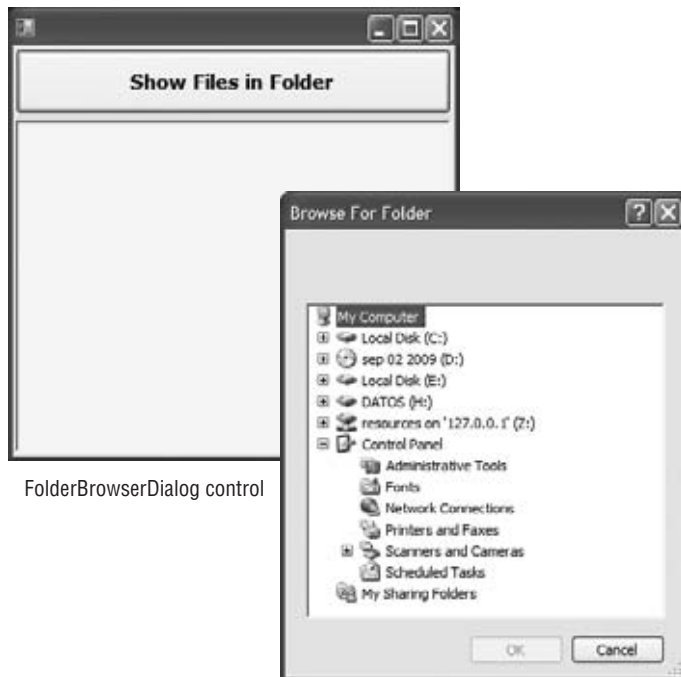 Show Files in Folder
Browse For Folder
My Computer
Local Disk (C:)
sep 02 2009 (D:)
Local Disk (E:)
DATOS (H:)
resources on '127.0.0.1' (Z:)
Control Panel
Administrative Tools
Fonts
Network Connections
Printers and Faxes
Scanners and Cameras
Scheduled Tasks
My Sharing Folders
OK
Cancel
FolderBrowserDialog control